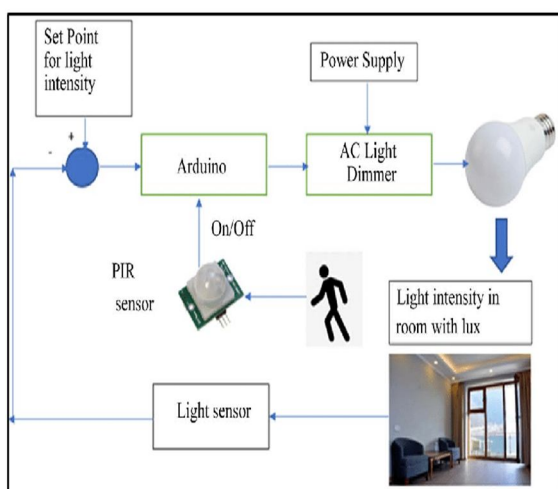 Set Point
for light
intensity
Power Supply
+
-
Arduino
AC Light
Dimmer
On/Off
PIR
sensor
Light intensity in
room with lux
Light sensor